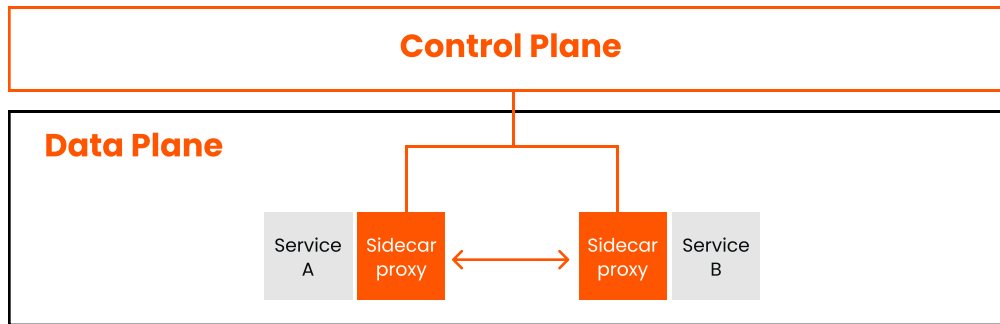 Control Plane
Data Plane
Service
A
Sidecar
proxy
Sidecar
proxy
Service
B